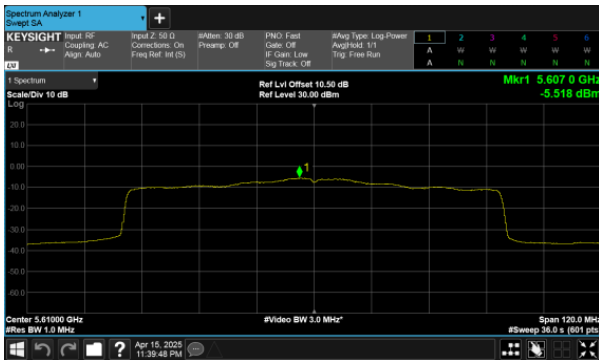 Spectrum Analyzer 1
Swept SA
KEYSIGHT Input: RF Input Z: 50 Ω #Atten: 30 dB PNO: Fast #Avg Type: Log-Power 1 2 3 4 5 6
R Coupling: AC Corrections: On Preamp: Off Gate: Off Avg|Hold: 1/1 A W W W W W
Align: Auto Freq Ref: Int (S) IF Gain: Low Trig: Free Run
LXI Sig Track: Off A N N N N N
1 Spectrum Ref Lvl Offset 10.50 dB Mkr1 5.607 0 GHz
Scale/Div 10 dB Ref Level 30.00 dBm -5.518 dBm
Log
20.0
10.0
0.00
1
-10.0
-20.0
-30.0
-40.0
-50.0
-60.0
Center 5.61000 GHz #Video BW 3.0 MHz* Span 120.0 MHz
#Res BW 1.0 MHz #Sweep 36.0 s (601 pts)
Apr 15, 2025
11:39:48 PM